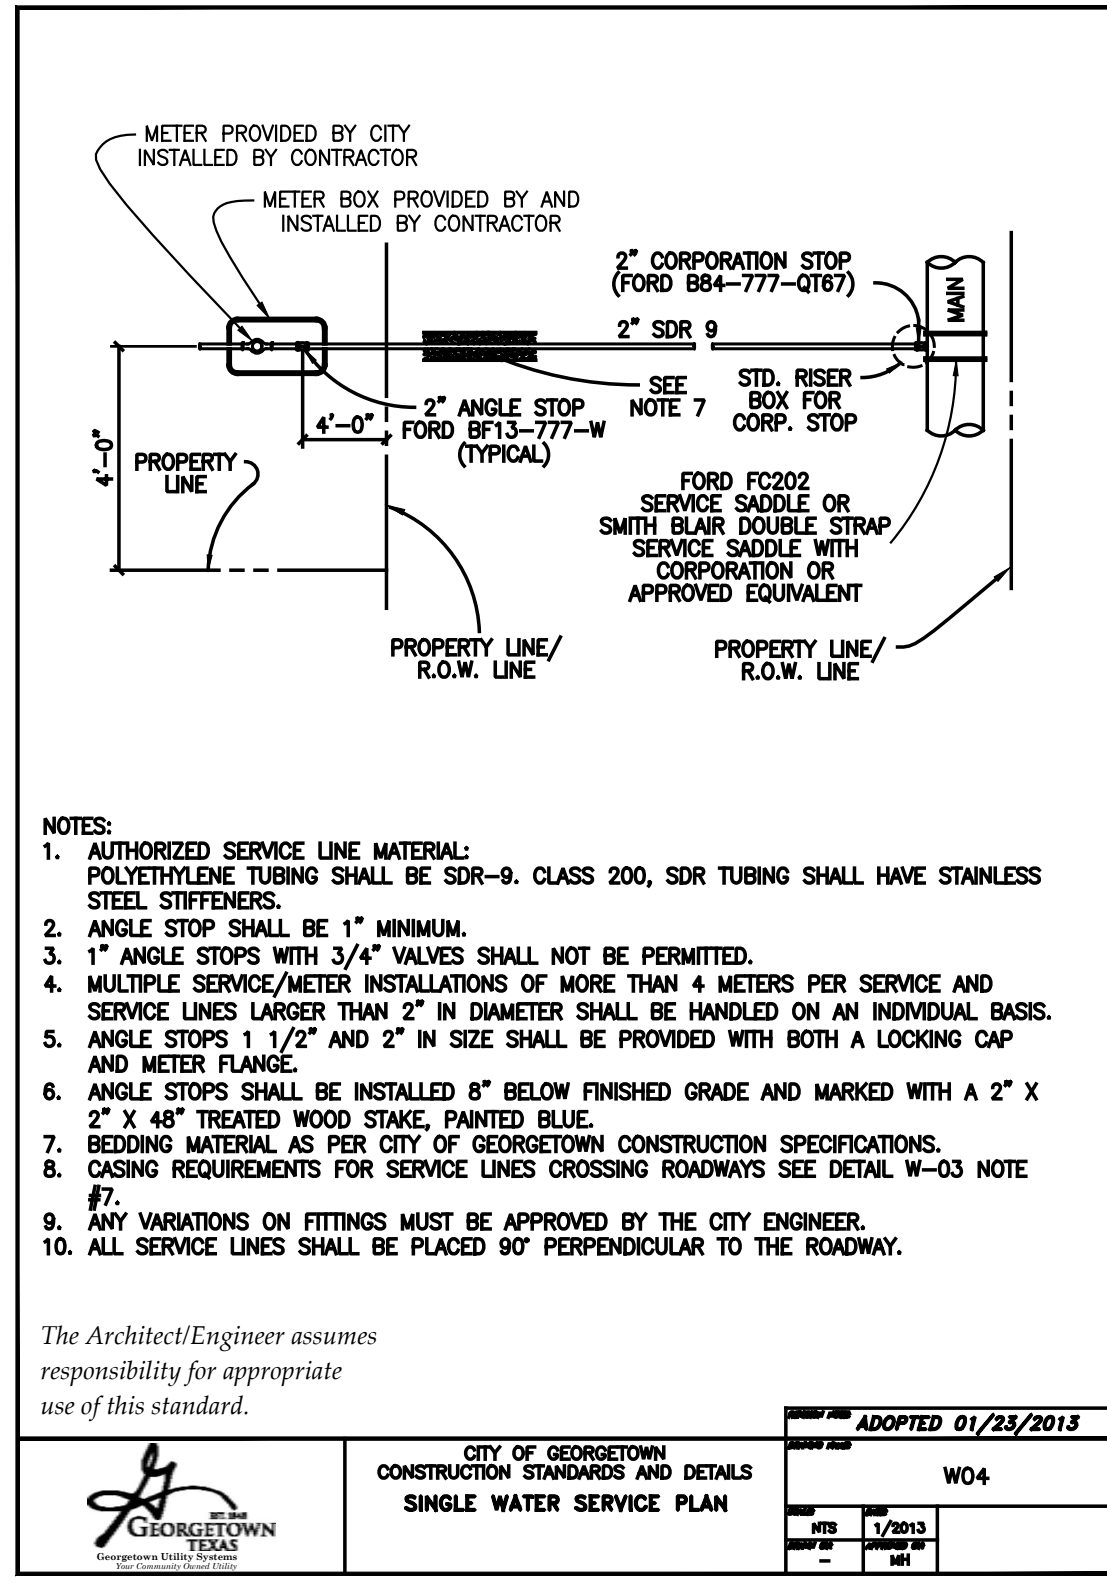 METER PROVIDED BY CITY
INSTALLED BY CONTRACTOR
METER BOX PROVIDED BY AND
INSTALLED BY CONTRACTOR
2" CORPORATION STOP
(FORD B84-777-QT67)
MAIN
2" SDR 9
SEE
NOTE 7
STD. RISER
BOX FOR
CORP. STOP
2" ANGLE STOP
FORD BF13-777-W
(TYPICAL)
4'-0"
4'-0"
PROPERTY
LINE
FORD FC202
SERVICE SADDLE OR
SMITH BLAIR DOUBLE STRAP
SERVICE SADDLE WITH
CORPORATION OR
APPROVED EQUIVALENT
PROPERTY LINE/
R.O.W. LINE
PROPERTY LINE/
R.O.W. LINE
NOTES:
1. AUTHORIZED SERVICE LINE MATERIAL:
POLYETHYLENE TUBING SHALL BE SDR-9. CLASS 200, SDR TUBING SHALL HAVE STAINLESS
STEEL STIFFENERS.
2. ANGLE STOP SHALL BE 1" MINIMUM.
3. 1" ANGLE STOPS WITH 3/4" VALVES SHALL NOT BE PERMITTED.
4. MULTIPLE SERVICE/METER INSTALLATIONS OF MORE THAN 4 METERS PER SERVICE AND
SERVICE LINES LARGER THAN 2" IN DIAMETER SHALL BE HANDLED ON AN INDIVIDUAL BASIS.
5. ANGLE STOPS 1 1/2" AND 2" IN SIZE SHALL BE PROVIDED WITH BOTH A LOCKING CAP
AND METER FLANGE.
6. ANGLE STOPS SHALL BE INSTALLED 8" BELOW FINISHED GRADE AND MARKED WITH A 2" X
2" X 48" TREATED WOOD STAKE, PAINTED BLUE.
7. BEDDING MATERIAL AS PER CITY OF GEORGETOWN CONSTRUCTION SPECIFICATIONS.
8. CASING REQUIREMENTS FOR SERVICE LINES CROSSING ROADWAYS SEE DETAIL W-03 NOTE
#7.
9. ANY VARIATIONS ON FITTINGS MUST BE APPROVED BY THE CITY ENGINEER.
10. ALL SERVICE LINES SHALL BE PLACED 90° PERPENDICULAR TO THE ROADWAY.
The Architect/Engineer assumes
responsibility for appropriate
use of this standard.
EST. 1848
GEORGETOWN
TEXAS
Georgetown Utility Systems
Your Community Owned Utility
CITY OF GEORGETOWN
CONSTRUCTION STANDARDS AND DETAILS
SINGLE WATER SERVICE PLAN
ADOPTED 01/23/2013
W04
NTS
1/2013
-
MH